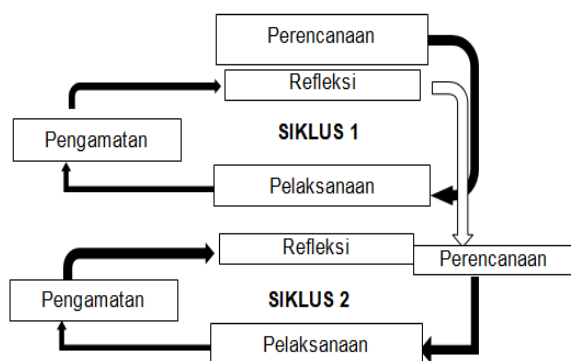 Perencanaan
Refleksi
Pengamatan
SIKLUS 1
Pelaksanaan
Refleksi
Perencanaan
Pengamatan
SIKLUS 2
Pelaksanaan